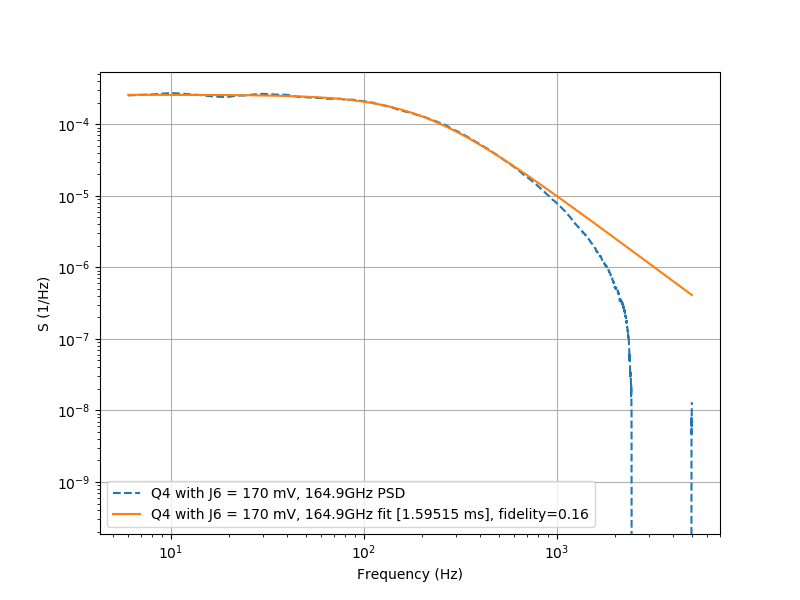 10⁻⁴
10⁻⁵
10⁻⁶
10⁻⁷
10⁻⁸
10⁻⁹
S (1/Hz)
Q4 with J6 = 170 mV, 164.9GHz PSD
Q4 with J6 = 170 mV, 164.9GHz fit [1.59515 ms], fidelity=0.16
10¹ 10² 10³
Frequency (Hz)